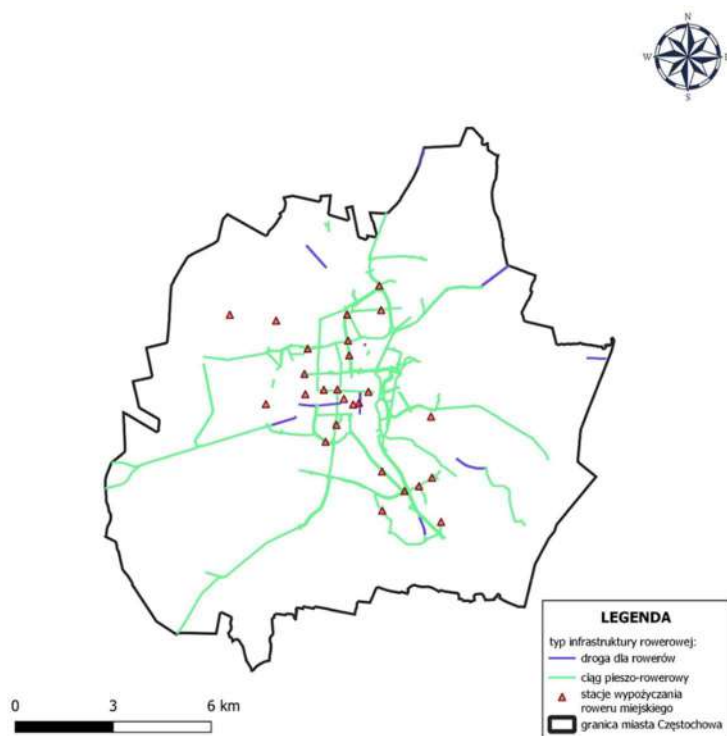 N
W
E
S
LEGENDA
typ infrastruktury rowerowej:
droga dla rowerów
ciąg pieszo-rowerowy
stacje wypożyczania
roweru miejskiego
granica miasta Częstochowa
0 3 6 km